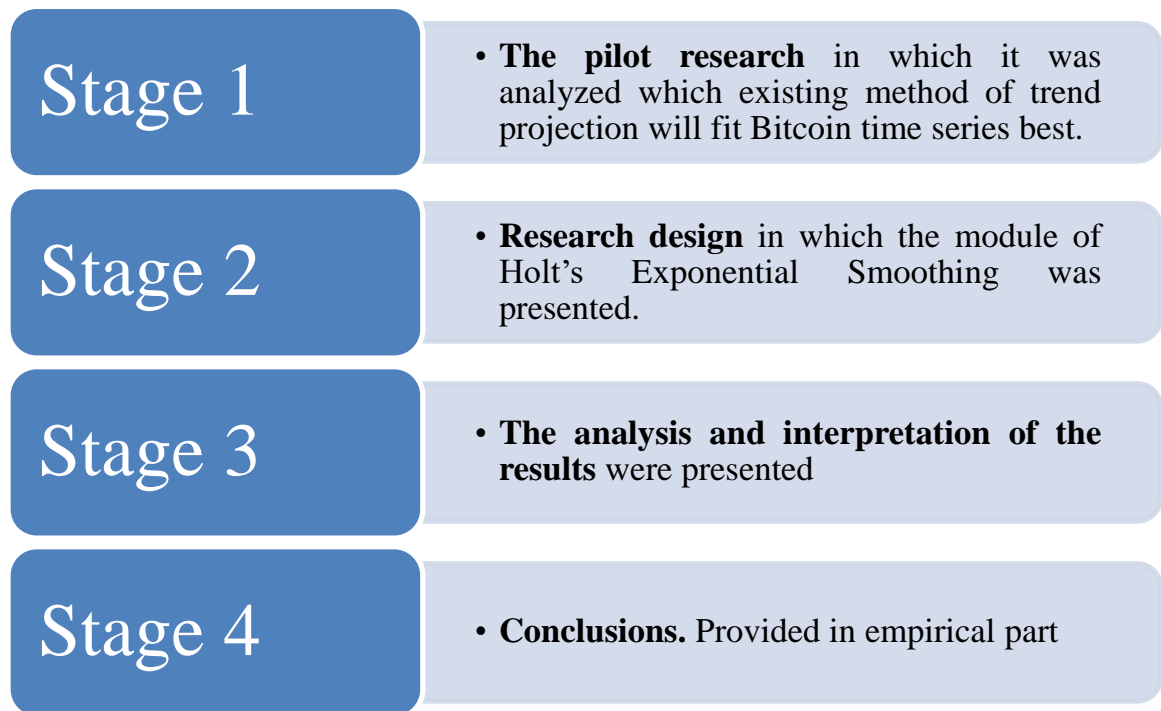 Stage 1
• The pilot research in which it was
analyzed which existing method of trend
projection will fit Bitcoin time series best.
Stage 2
• Research design in which the module of
Holt's Exponential Smoothing was
presented.
Stage 3
• The analysis and interpretation of the
results were presented
Stage 4
• Conclusions. Provided in empirical part